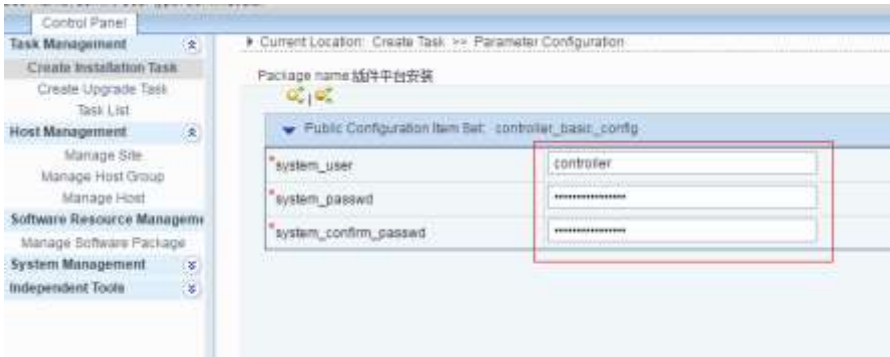 Control Panel
Task Management
Create Installation Task
Create Upgrade Task
Task List
Host Management
Manage Site
Manage Host Group
Manage Host
Software Resource Manageme
Manage Software Package
System Management
Independent Tools
Current Location: Create Task >> Parameter Configuration
Package name:插件平台安装
Public Configuration Item Set: controller_basic_config
*system_user
controller
*system_passwd
****************
*system_confirm_passwd
****************